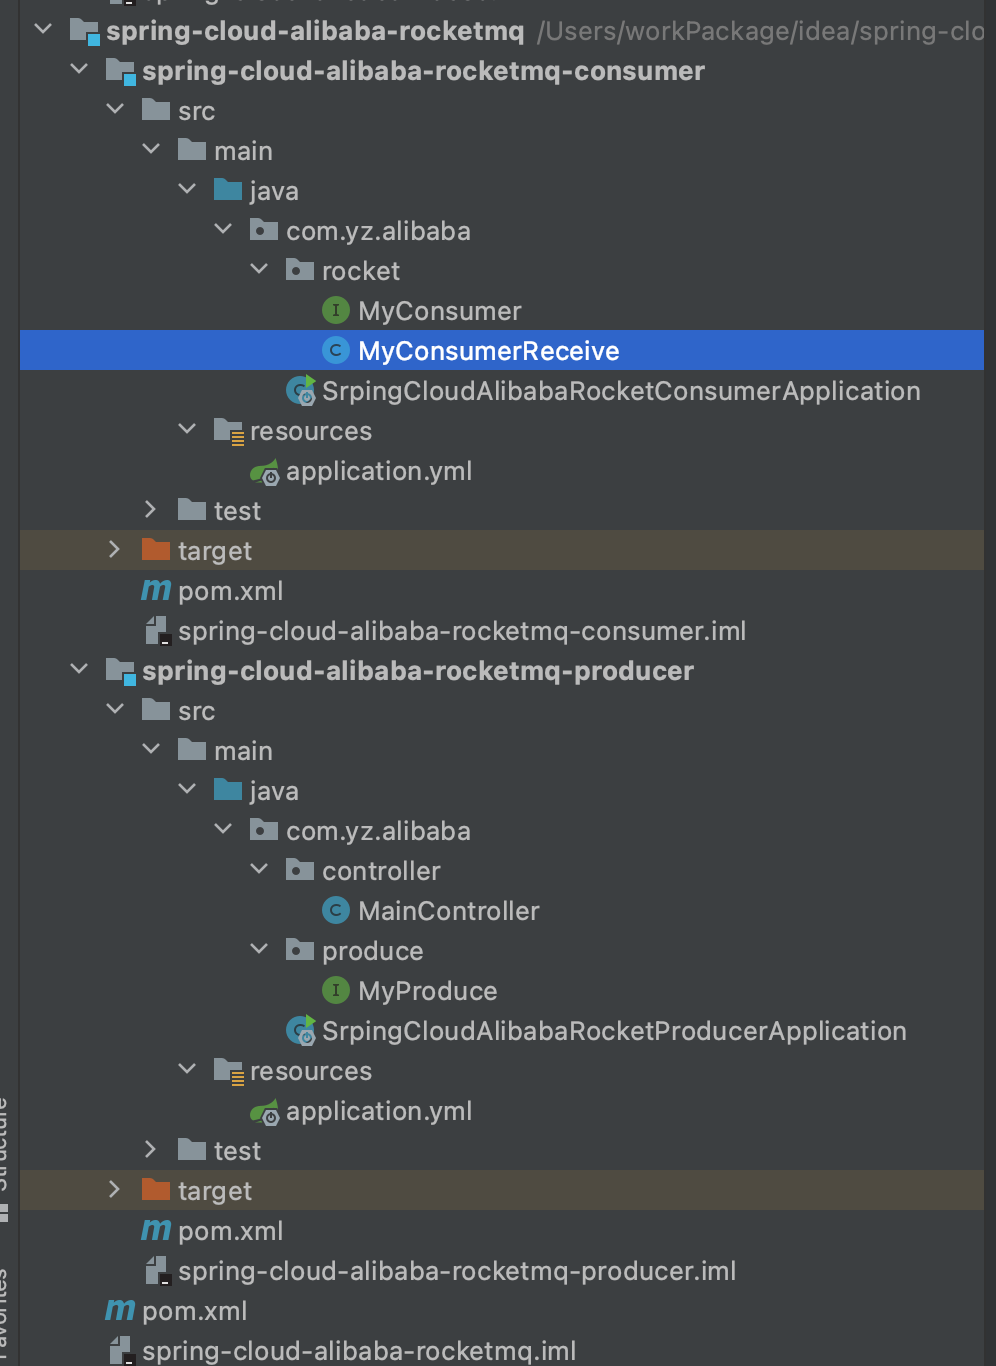 spring-cloud-alibaba-rocketmq /Users/workPackage/idea/spring-clo
spring-cloud-alibaba-rocketmq-consumer
src
main
java
com.yz.alibaba
rocket
MyConsumer
MyConsumerReceive
SrpingCloudAlibabaRocketConsumerApplication
resources
application.yml
test
target
pom.xml
spring-cloud-alibaba-rocketmq-consumer.iml
spring-cloud-alibaba-rocketmq-producer
src
main
java
com.yz.alibaba
controller
MainController
produce
MyProduce
SrpingCloudAlibabaRocketProducerApplication
resources
application.yml
test
target
pom.xml
spring-cloud-alibaba-rocketmq-producer.iml
pom.xml
spring-cloud-alibaba-rocketmq.iml
Structure